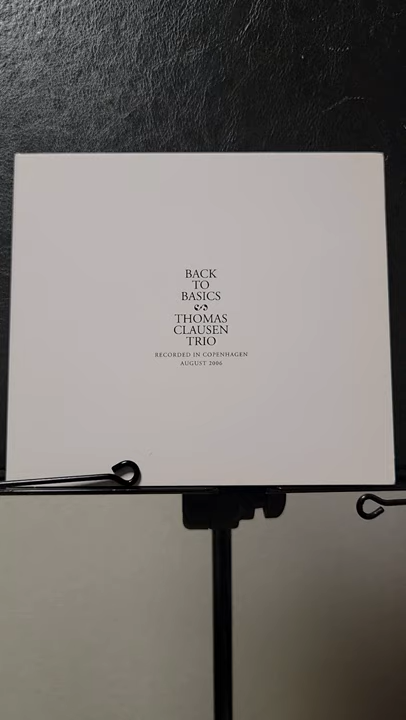 BACK
TO
BASICS
THOMAS
CLAUSEN
TRIO
RECORDED IN COPENHAGEN
AUGUST 2006